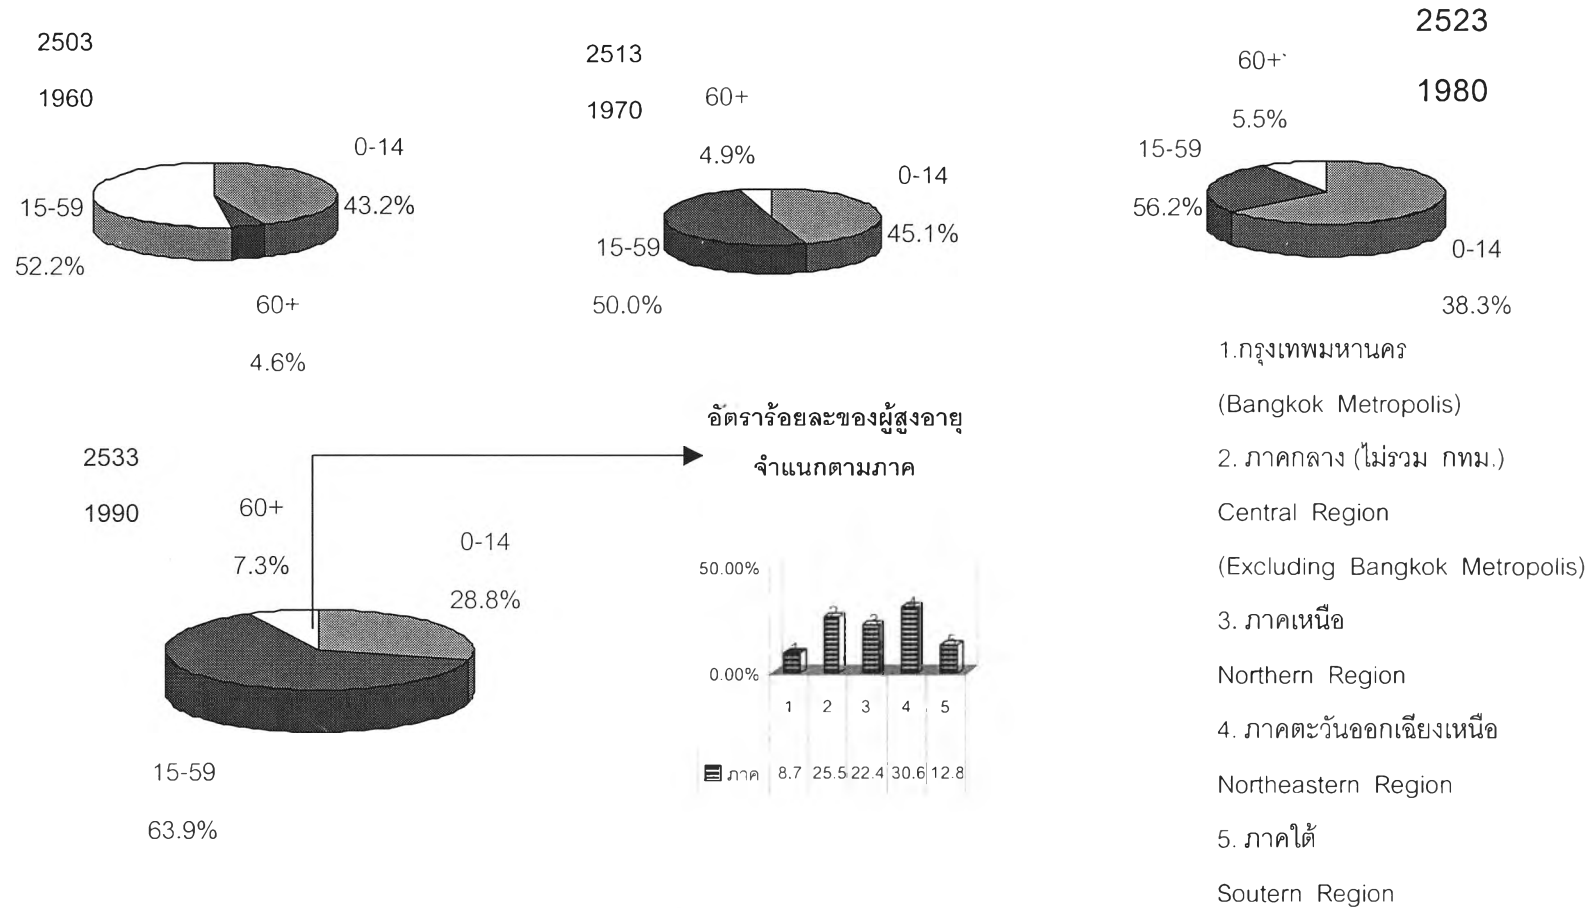 2503
1960
0-14
43.2%
15-59
52.2%
60+
4.6%
2513
1970
60+
4.9%
0-14
45.1%
15-59
50.0%
2523
1980
60+
5.5%
15-59
56.2%
0-14
38.3%
2533
1990
60+
7.3%
0-14
28.8%
15-59
63.9%
อัตราร้อยละของผู้สูงอายุ
จำแนกตามภาค
50.00%
0.00%
1 2 3 4 5
1 2 3 4 5
ภาค 8.7 25.5 22.4 30.6 12.8
1.กรุงเทพมหานคร
(Bangkok Metropolis)
2. ภาคกลาง (ไม่รวม กทม.)
Central Region
(Excluding Bangkok Metropolis)
3. ภาคเหนือ
Northern Region
4. ภาคตะวันออกเฉียงเหนือ
Northeastern Region
5. ภาคใต้
Soutern Region